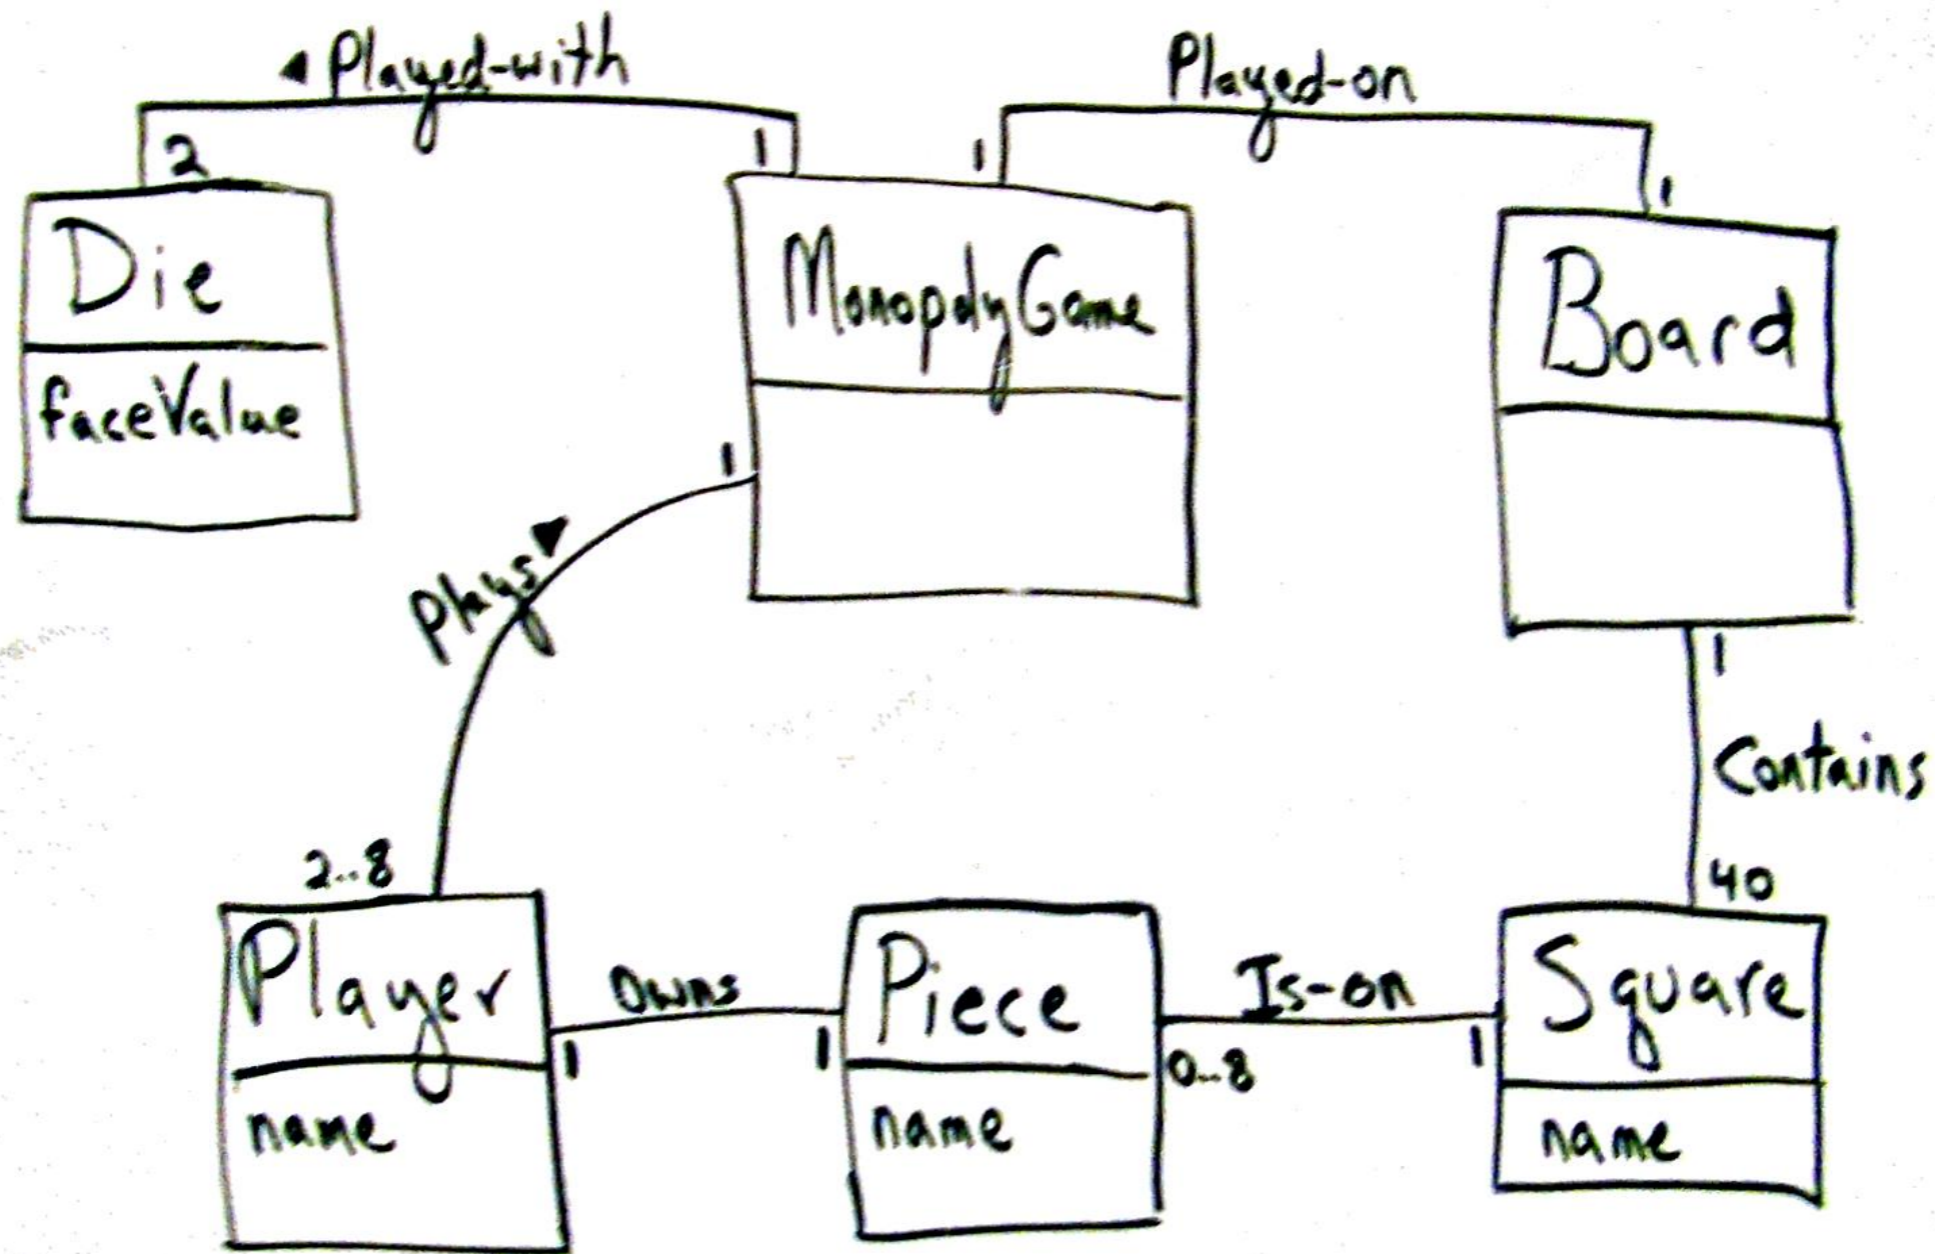 Played-with
Played-on
2
1
1
1
Die
faceValue
MonopolyGame
Board
1
Plays
1
Contains
2..8
40
Player
name
Owns
1
1
Piece
name
Is-on
0..8
1
Square
name